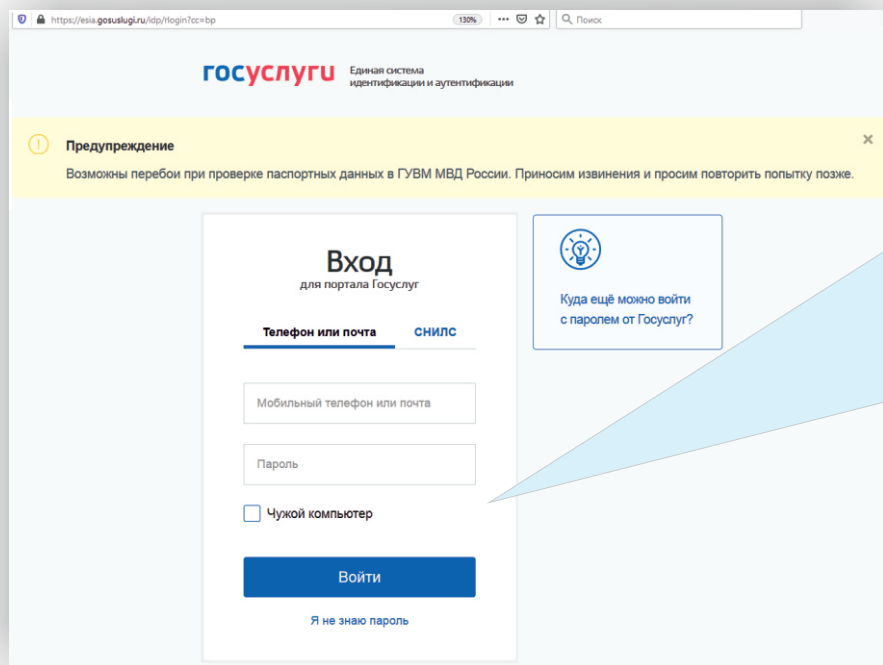 https://esia.gosuslugi.ru/idp/rlogin?cc=bp
130%
Поиск
госуслуги
Единая система
идентификации и аутентификации
Предупреждение
Возможны перебои при проверке паспортных данных в ГУВМ МВД России. Приносим извинения и просим повторить попытку позже.
Вход
для портала Госуслуг
Куда ещё можно войти
с паролем от Госуслуг?
Телефон или почта СНИЛС
Мобильный телефон или почта
Пароль
Чужой компьютер
Войти
Я не знаю пароль